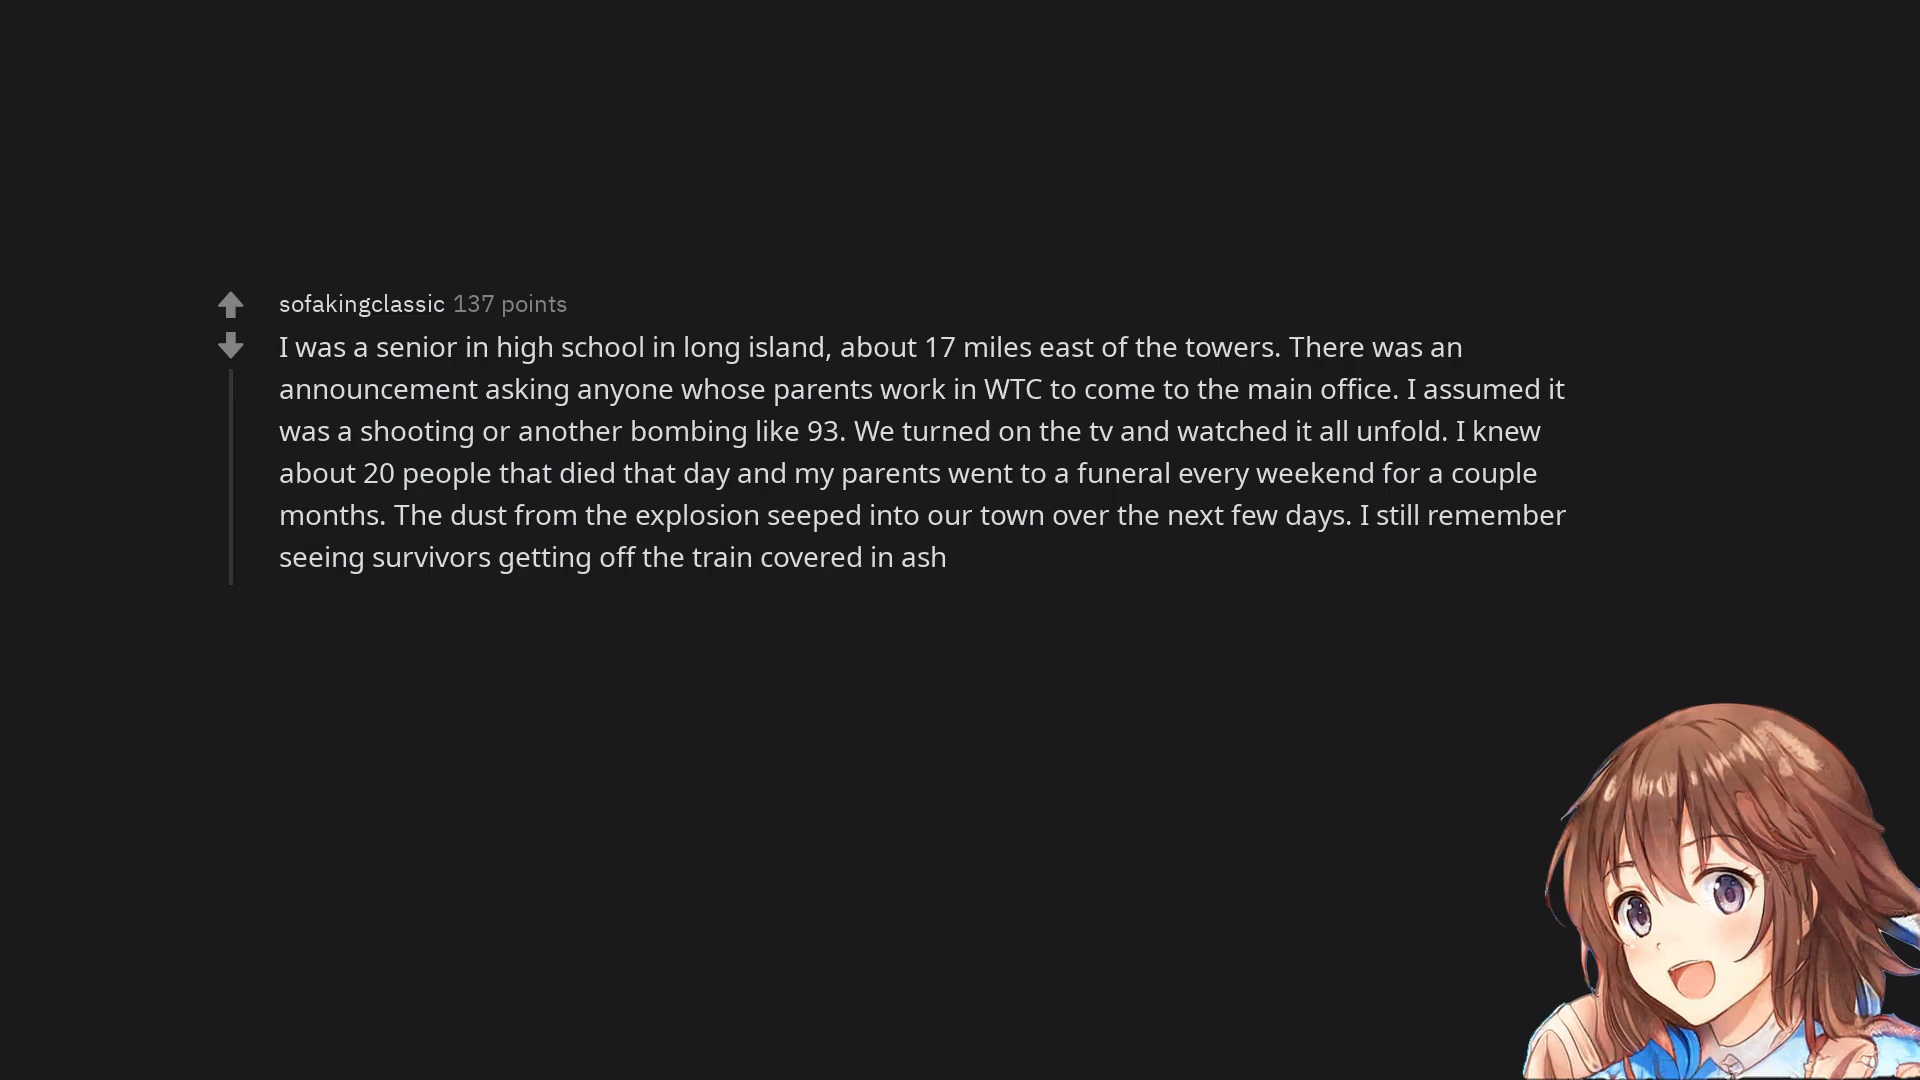 sofakingclassic 137 points
I was a senior in high school in long island, about 17 miles east of the towers. There was an
announcement asking anyone whose parents work in WTC to come to the main office. I assumed it
was a shooting or another bombing like 93. We turned on the tv and watched it all unfold. I knew
about 20 people that died that day and my parents went to a funeral every weekend for a couple
months. The dust from the explosion seeped into our town over the next few days. I still remember
seeing survivors getting off the train covered in ash